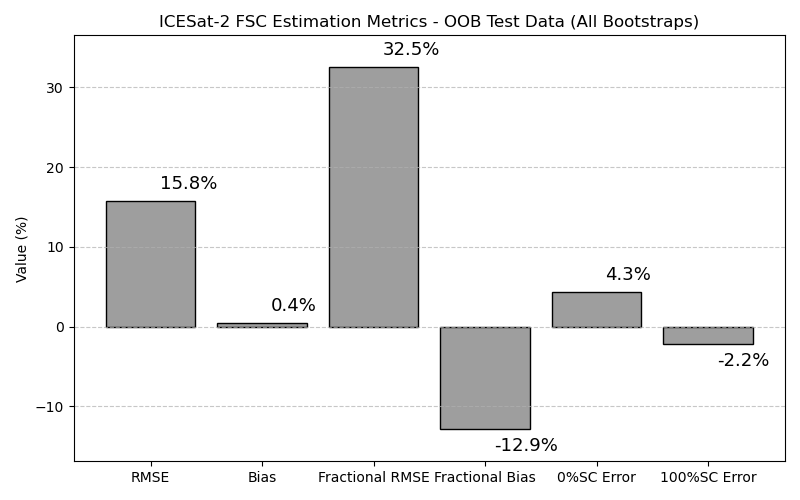 ICESat-2 FSC Estimation Metrics - OOB Test Data (All Bootstraps)
Value (%)
30
20
10
0
−10
15.8%
0.4%
32.5%
-12.9%
4.3%
-2.2%
RMSE
Bias
Fractional RMSE
Fractional Bias
0%SC Error
100%SC Error